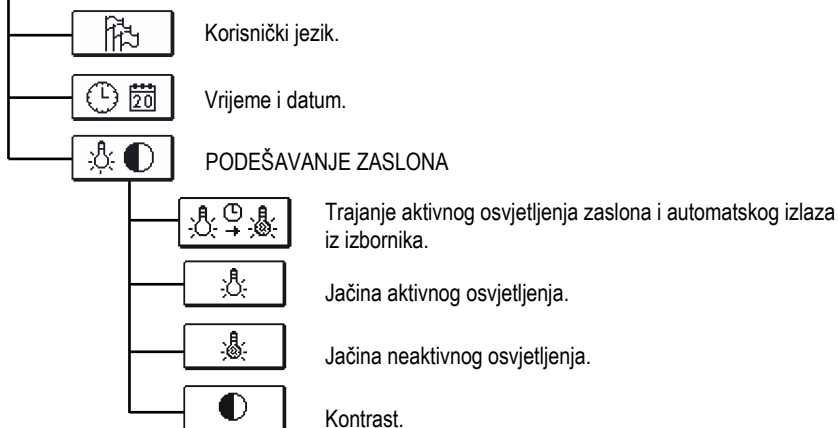 Korisnički jezik.
20
Vrijeme i datum.
PODEŠAVANJE ZASLONA
Trajanje aktivnog osvjetljenja zaslona i automatskog izlaza
iz izbornika.
Jačina aktivnog osvjetljenja.
Jačina neaktivnog osvjetljenja.
Kontrast.